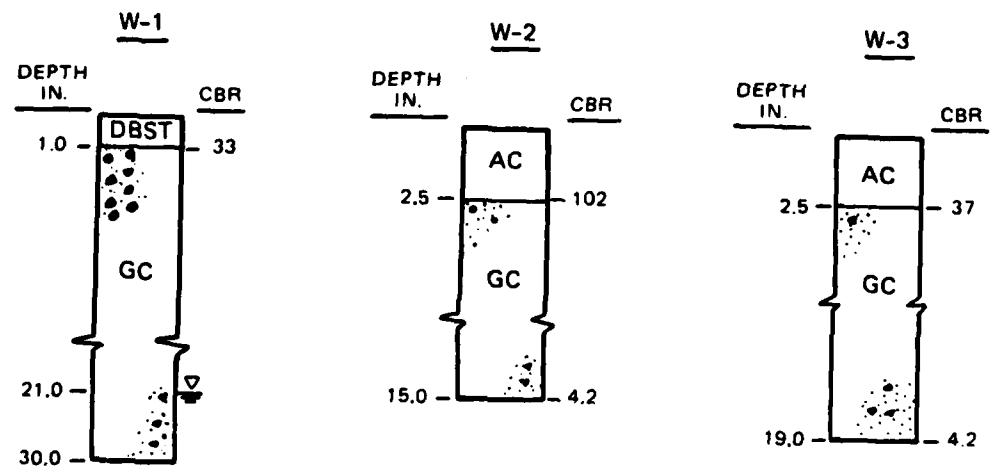 W-1
DEPTH
IN.
CBR
DBST
1.0
33
GC
21.0
30.0
W-2
DEPTH
IN.
CBR
AC
2.5
102
GC
15.0
4.2
W-3
DEPTH
IN.
CBR
AC
2.5
37
GC
19.0
4.2